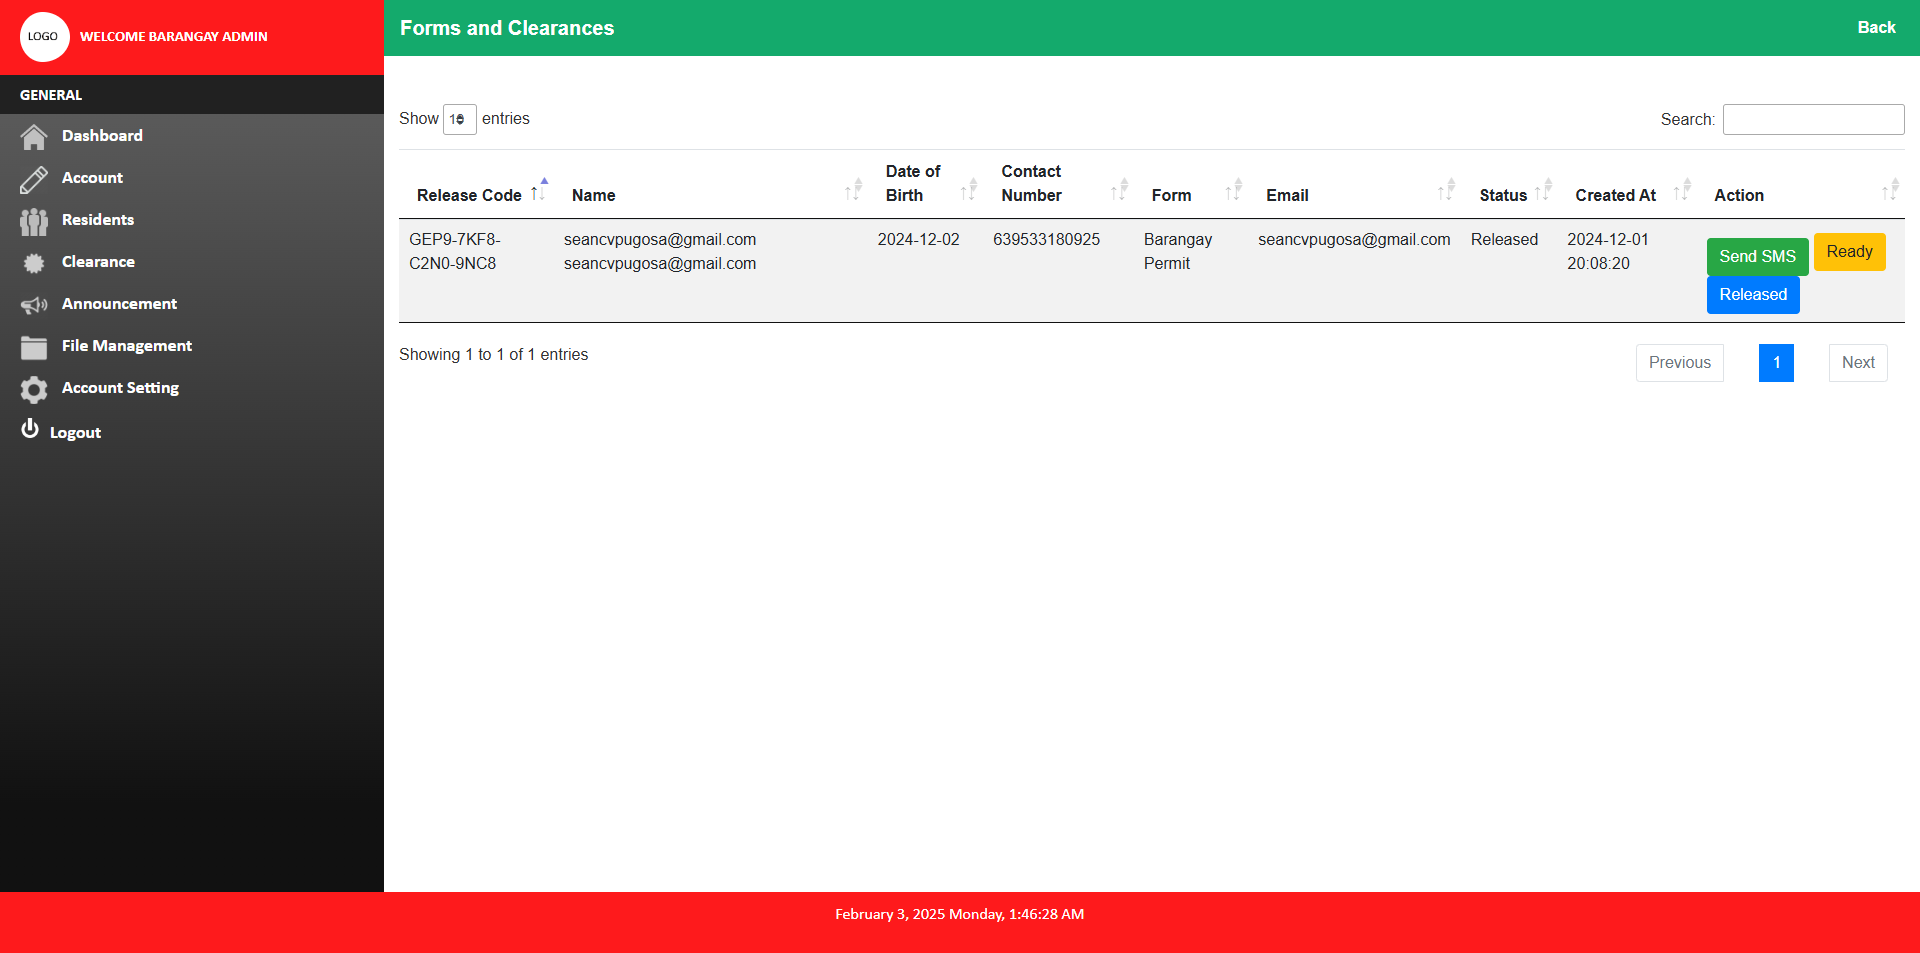 LOGO
WELCOME BARANGAY ADMIN
Forms and Clearances
Back
GENERAL
Dashboard
Account
Residents
Clearance
Announcement
File Management
Account Setting
Logout
Show 10 entries
Search:
Release Code
Name
Date of
Birth
Contact
Number
Form
Email
Status
Created At
Action
GEP9-7KF8-
C2N0-9NC8
seancvpugosa@gmail.com
seancvpugosa@gmail.com
2024-12-02
639533180925
Barangay
Permit
seancvpugosa@gmail.com
Released
2024-12-01
20:08:20
Send SMS
Ready
Released
Showing 1 to 1 of 1 entries
Previous
1
Next
February 3, 2025 Monday, 1:46:28 AM